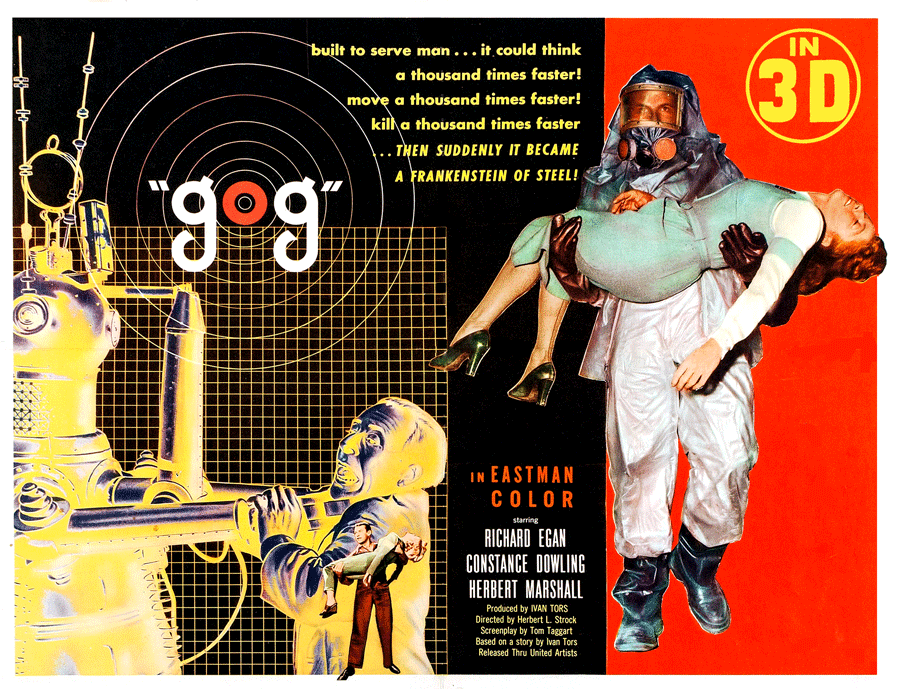 built to serve man ... it could think
a thousand times faster!
move a thousand times faster!
kill a thousand times faster
...THEN SUDDENLY IT BECAME
A FRANKENSTEIN OF STEEL!
"gog"
IN
3D
IN EASTMAN
COLOR
starring
RICHARD EGAN
CONSTANCE DOWLING
HERBERT MARSHALL
Produced by IVAN TORS
Directed by Herbert L. Strock
Screenplay by Tom Taggart
Based on a story by Ivan Tors
Released Thru United Artists